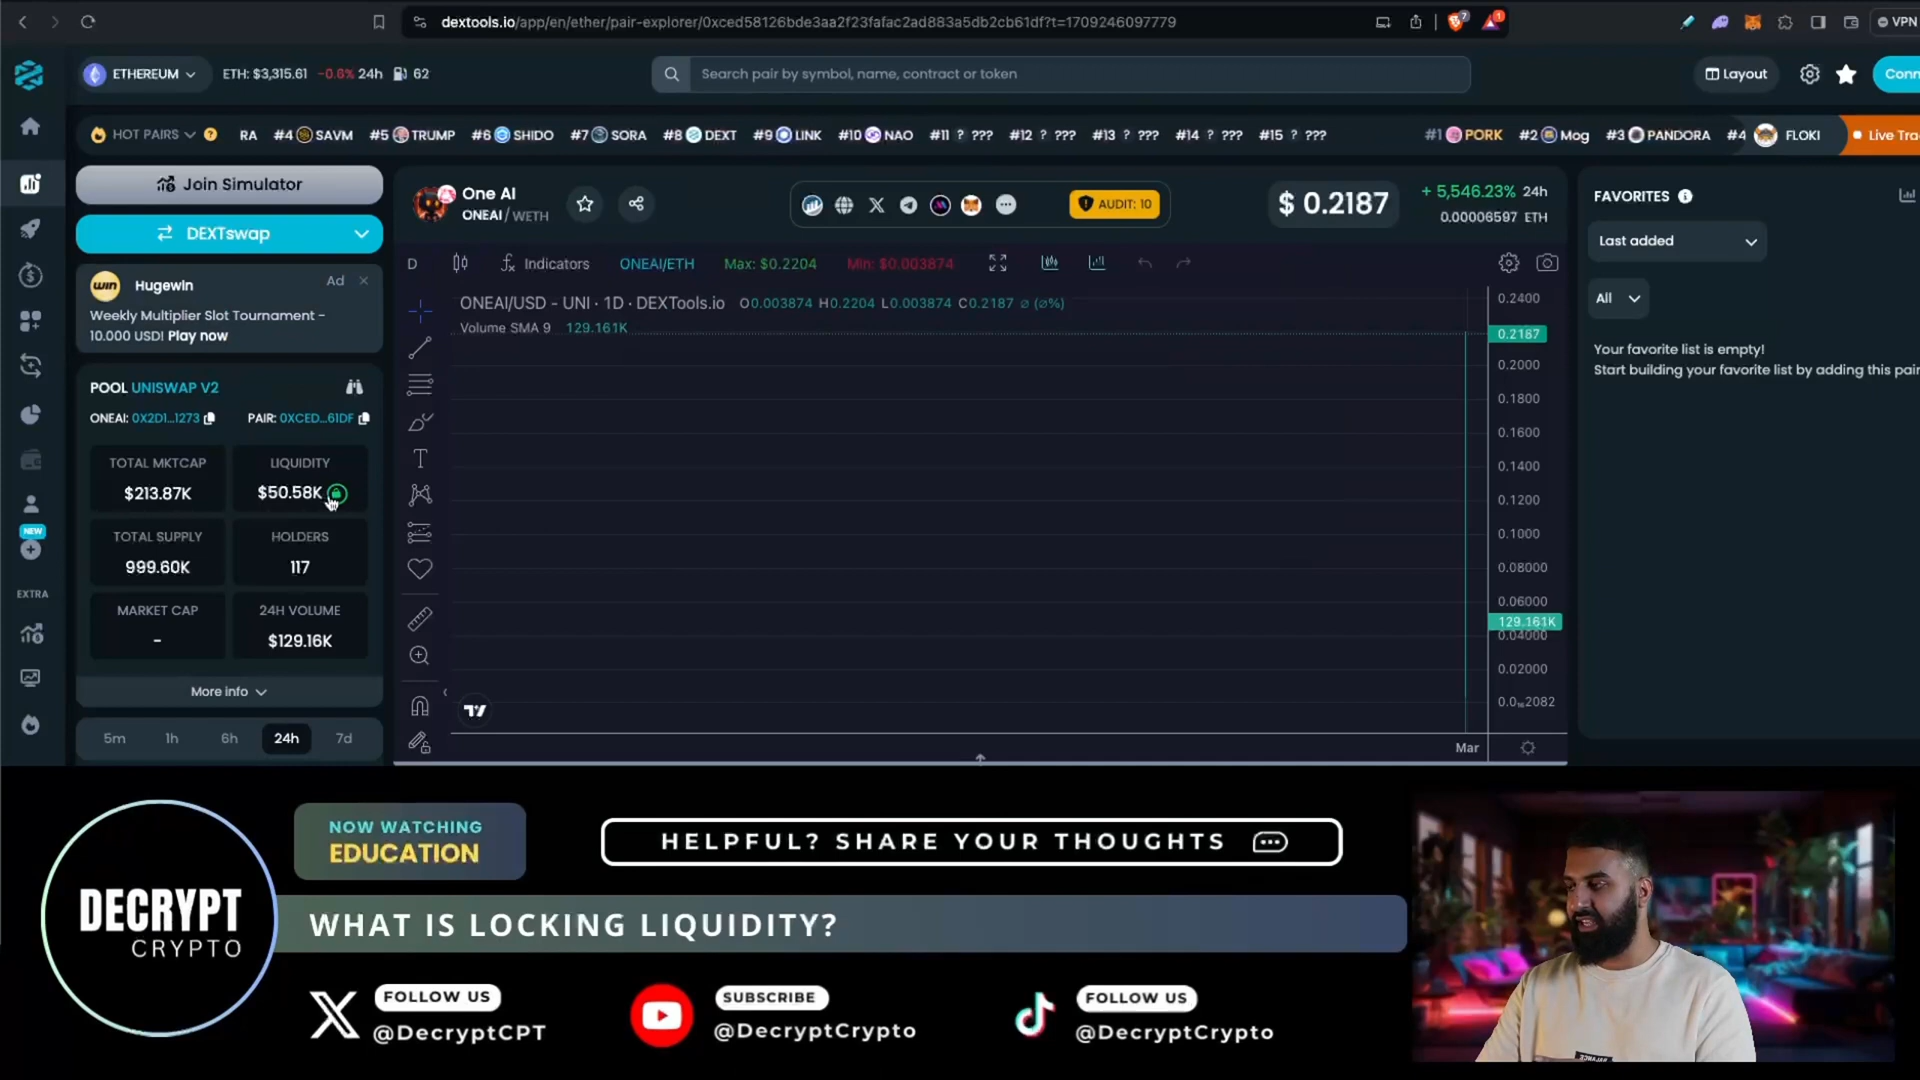 dextools.io/app/en/ether/pair-explorer/0xced58126bde3aa2f23fafac2ad883a5db2cb61df?t=1709246097779
7
1
VPN
ETHEREUM
ETH: $3,315.61 -0.6% 24h 62
Search pair by symbol, name, contract or token
Layout
Conn
HOT PAIRS ? RA #4 SAVM #5 TRUMP #6 SHIDO #7 SORA #8 DEXT #9 LINK #10 NAO #11 ? ??? #12 ? ??? #13 ? ??? #14 ? ??? #15 ? ??? #1 PORK #2 Mog #3 PANDORA #4 FLOKI Live Tra
Join Simulator
DEXTswap
WIN Hugewin Ad
Weekly Multiplier Slot Tournament -
10.000 USD! Play now
POOL UNISWAP V2
ONEAI: 0X2D1...1273 PAIR: 0XCED...61DF
TOTAL MKTCAP
$213.87K
LIQUIDITY
$50.58K
TOTAL SUPPLY
999.60K
HOLDERS
117
MARKET CAP
-
24H VOLUME
$129.16K
More info
5m 1h 6h 24h 7d
NEW
EXTRA
One AI
ONEAI / WETH
AUDIT: 10
$ 0.2187
+ 5,546.23% 24h
0.00006597 ETH
D Indicators ONEAI/ETH Max: $0.2204 Min: $0.003874
ONEAI/USD - UNI · 1D · DEXTools.io O0.003874 H0.2204 L0.003874 C0.2187 ∅ (∅%)
Volume SMA 9 129.161K
0.2400
0.2187
0.2000
0.1800
0.1600
0.1400
0.1200
0.1000
0.08000
0.06000
129.161K
0.04000
0.02000
0.0₁₆2082
Mar
FAVORITES
Last added
All
Your favorite list is empty!
Start building your favorite list by adding this pair
DECRYPT
CRYPTO
NOW WATCHING
EDUCATION
HELPFUL? SHARE YOUR THOUGHTS
WHAT IS LOCKING LIQUIDITY?
FOLLOW US
@DecryptCPT
SUBSCRIBE
@DecryptCrypto
FOLLOW US
@DecryptCrypto